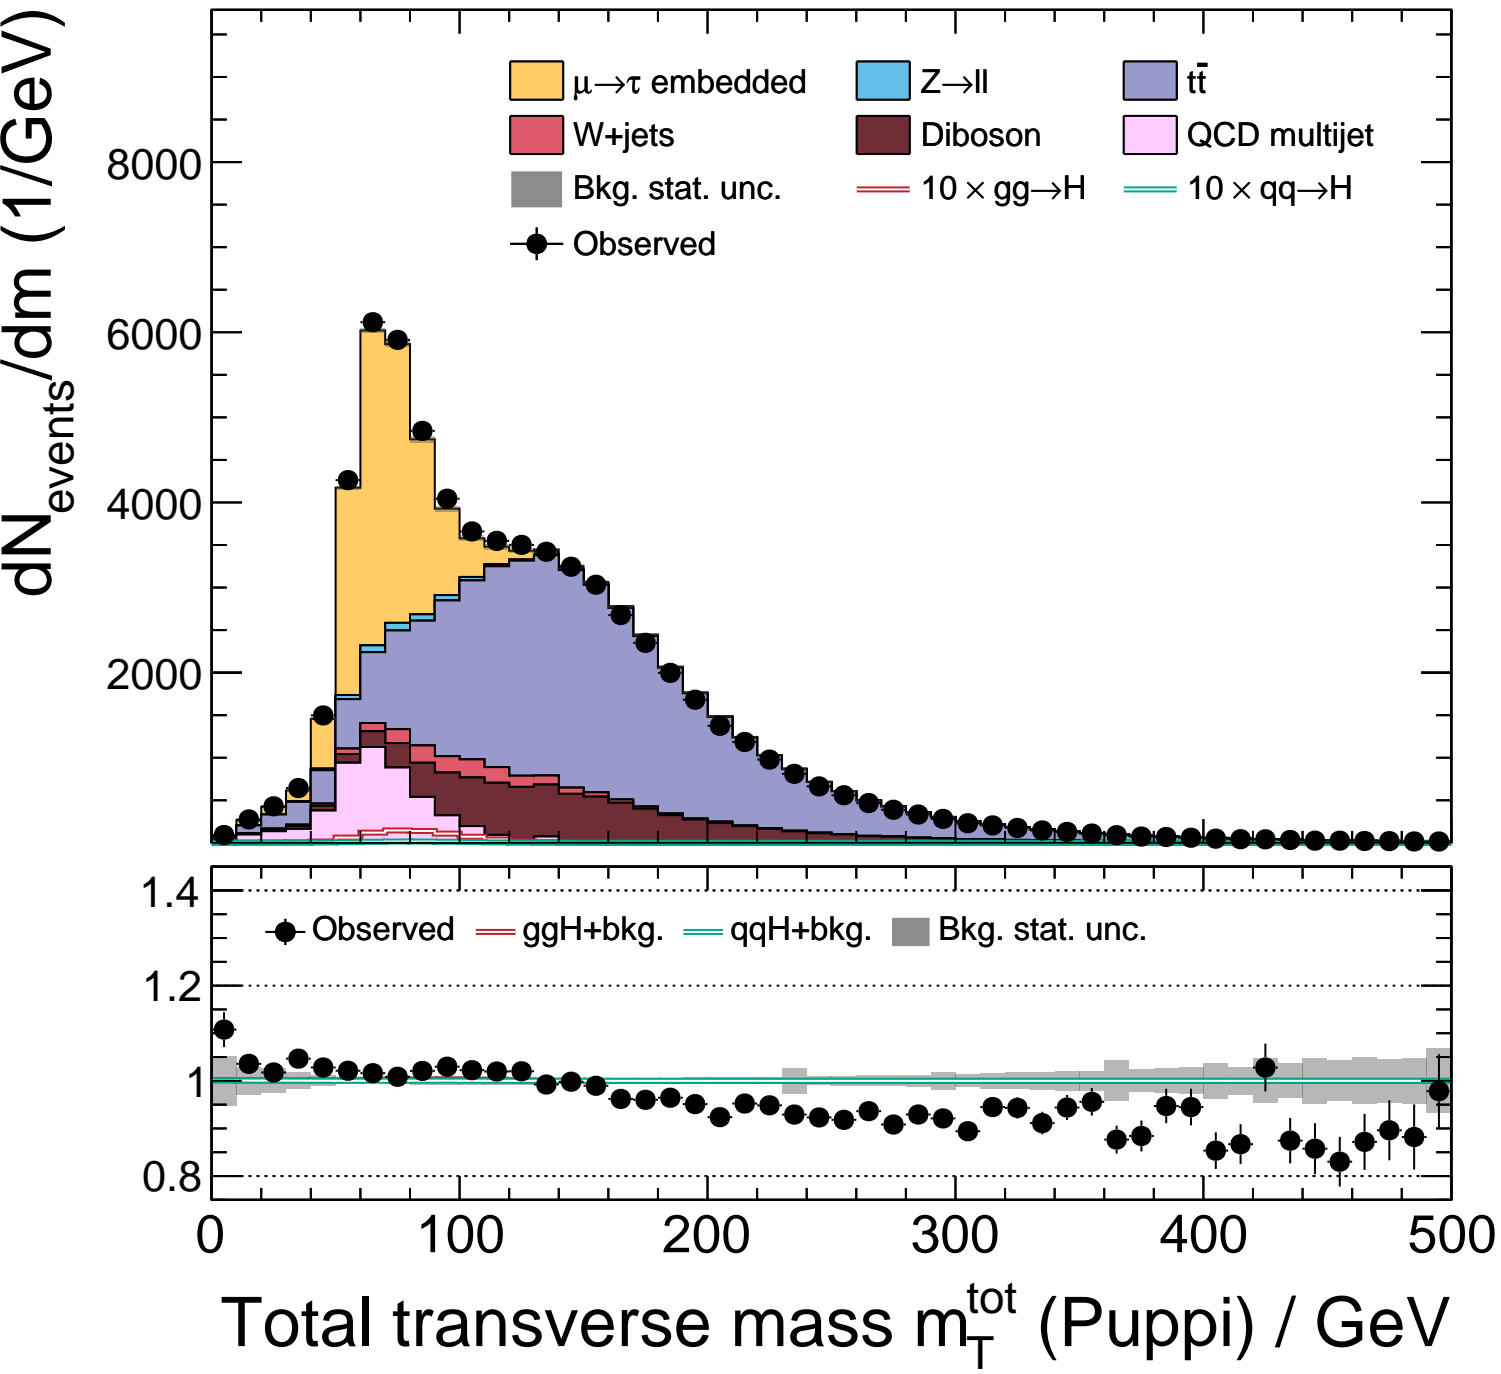 dN_events/dm (1/GeV)
μ→τ embedded Z→ll tt̄
W+jets Diboson QCD multijet
Bkg. stat. unc. 10 × gg→H 10 × qq→H
Observed
8000
6000
4000
2000
1.4
Observed ggH+bkg. qqH+bkg. Bkg. stat. unc.
1.2
1
0.8
0 100 200 300 400 500
Total transverse mass m_T^tot (Puppi) / GeV